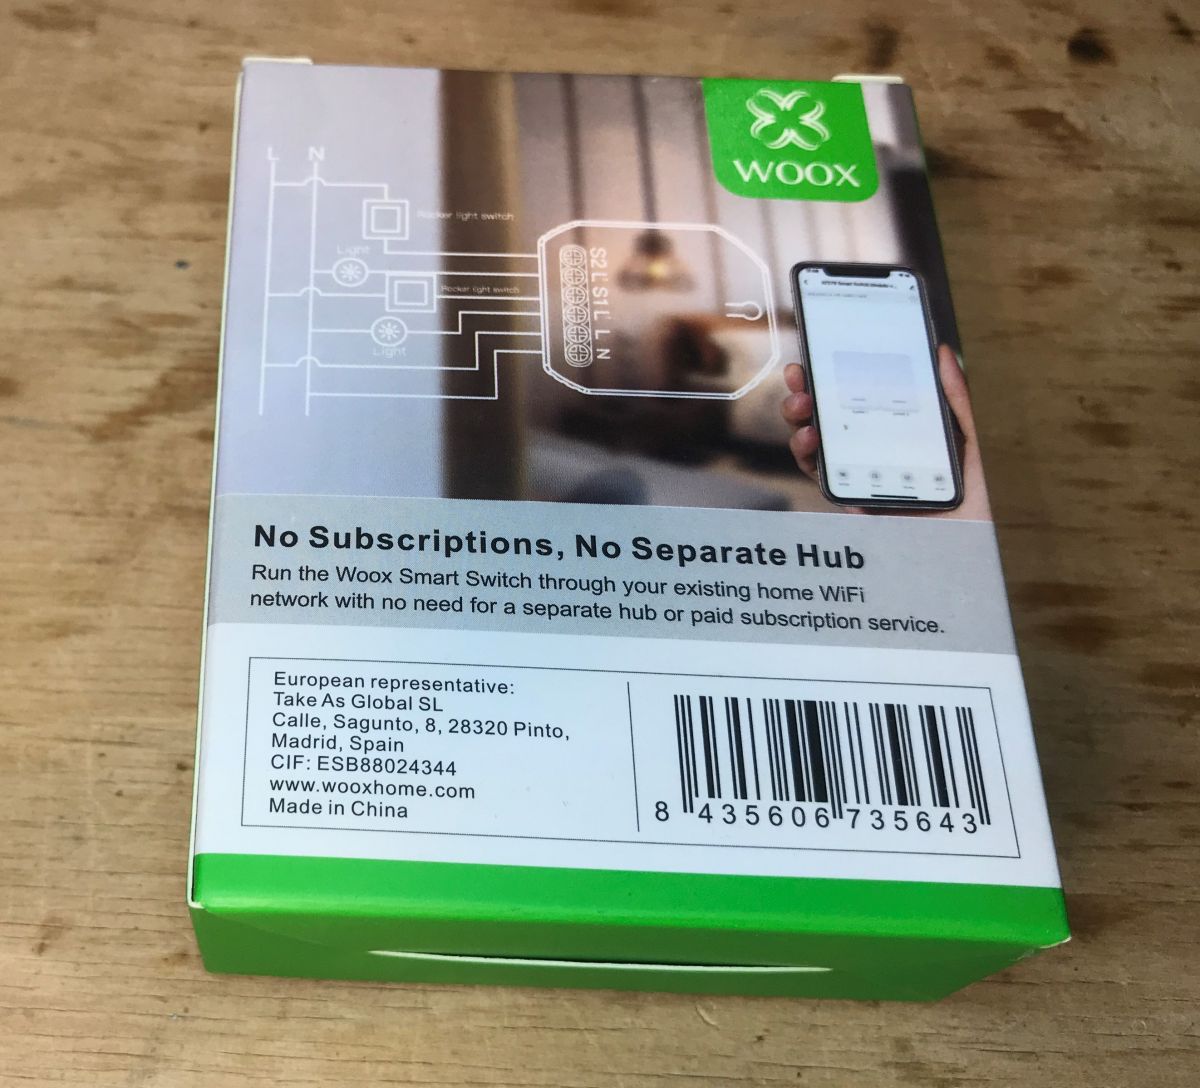 WOOX
L N
Rocker light switch
Light
Rocker light switch
Light
S2 L' S1 L' L N
No Subscriptions, No Separate Hub
Run the Woox Smart Switch through your existing home WiFi
network with no need for a separate hub or paid subscription service.
European representative:
Take As Global SL
Calle, Sagunto, 8, 28320 Pinto,
Madrid, Spain
CIF: ESB88024344
www.wooxhome.com
Made in China
8 435606 735643